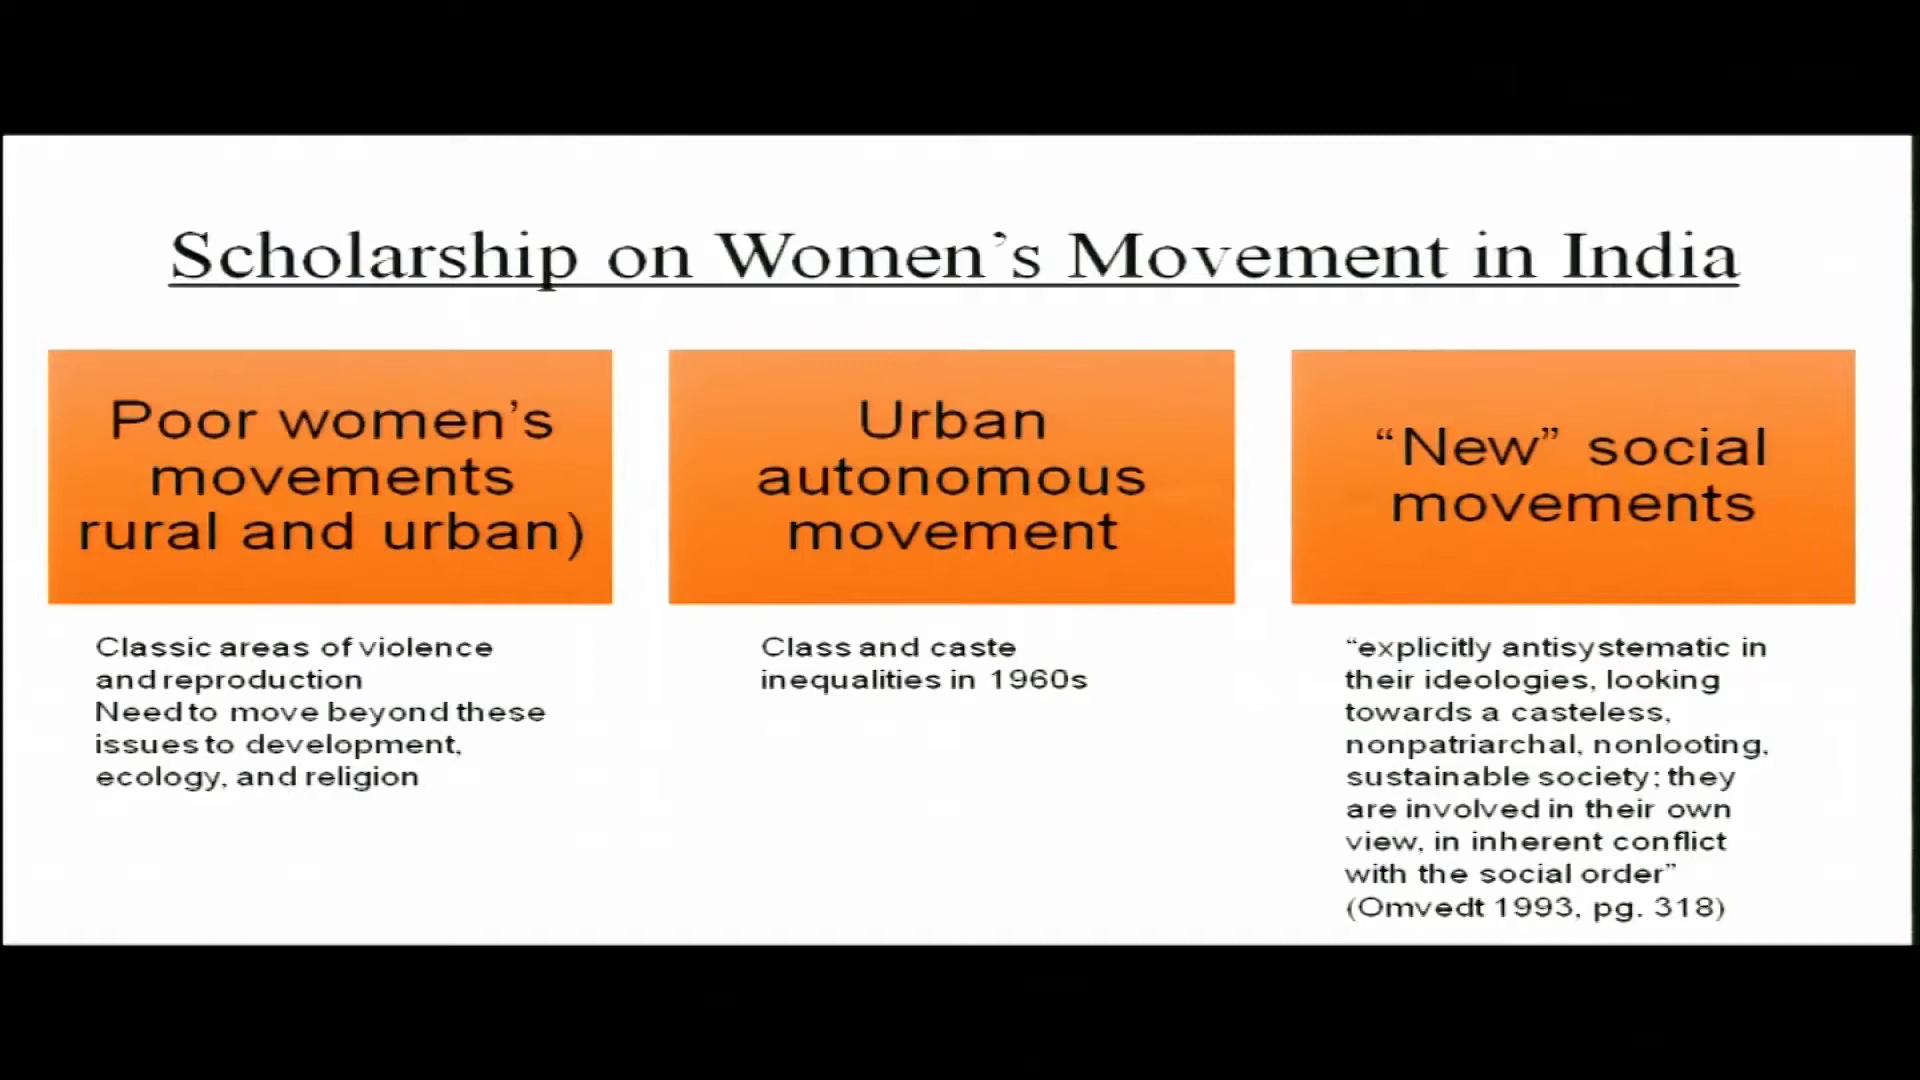 Scholarship on Women’s Movement in India
Poor women’s
movements
rural and urban)
Classic areas of violence
and reproduction
Need to move beyond these
issues to development,
ecology, and religion
Urban
autonomous
movement
Class and caste
inequalities in 1960s
“New” social
movements
“explicitly antisystematic in
their ideologies, looking
towards a casteless,
nonpatriarchal, nonlooting,
sustainable society; they
are involved in their own
view, in inherent conflict
with the social order”
(Omvedt 1993, pg. 318)